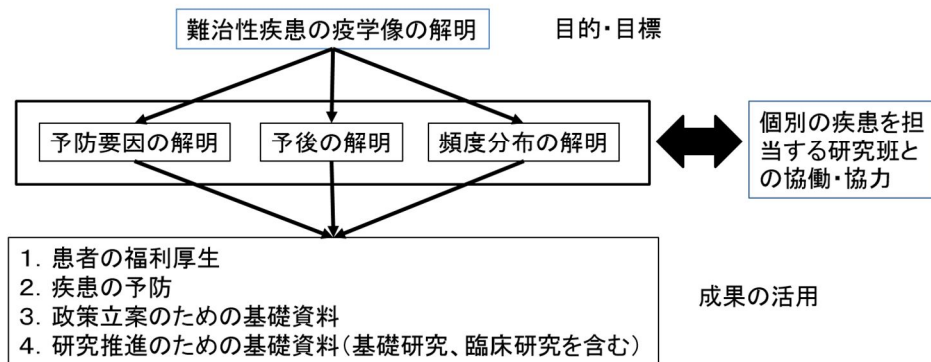 難治性疾患の疫学像の解明
目的・目標
予防要因の解明
予後の解明
頻度分布の解明
個別の疾患を担
当する研究班と
の協働・協力
1. 患者の福利厚生
2. 疾患の予防
3. 政策立案のための基礎資料
4. 研究推進のための基礎資料(基礎研究、臨床研究を含む)
成果の活用